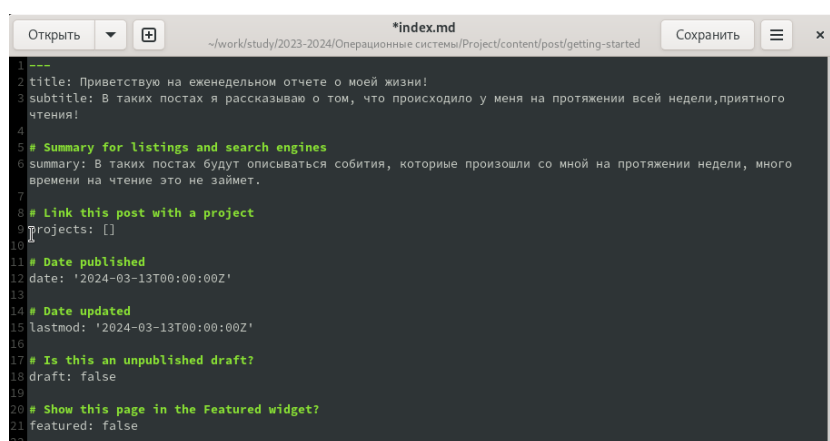 Открыть
*index.md
~/work/study/2023-2024/Операционные системы/Project/content/post/getting-started
Сохранить
1 ---
2 title: Приветствую на еженедельном отчете о моей жизни!
3 subtitle: В таких постах я рассказываю о том, что происходило у меня на протяжении всей недели,приятного
чтения!
4
5 # Summary for listings and search engines
6 summary: В таких постах будут описываться собития, коториые произошли со мной на протяжении недели, много
времени на чтение это не займет.
7
8 # Link this post with a project
9 projects: []
10
11 # Date published
12 date: '2024-03-13T00:00:00Z'
13
14 # Date updated
15 lastmod: '2024-03-13T00:00:00Z'
16
17 # Is this an unpublished draft?
18 draft: false
19
20 # Show this page in the Featured widget?
21 featured: false